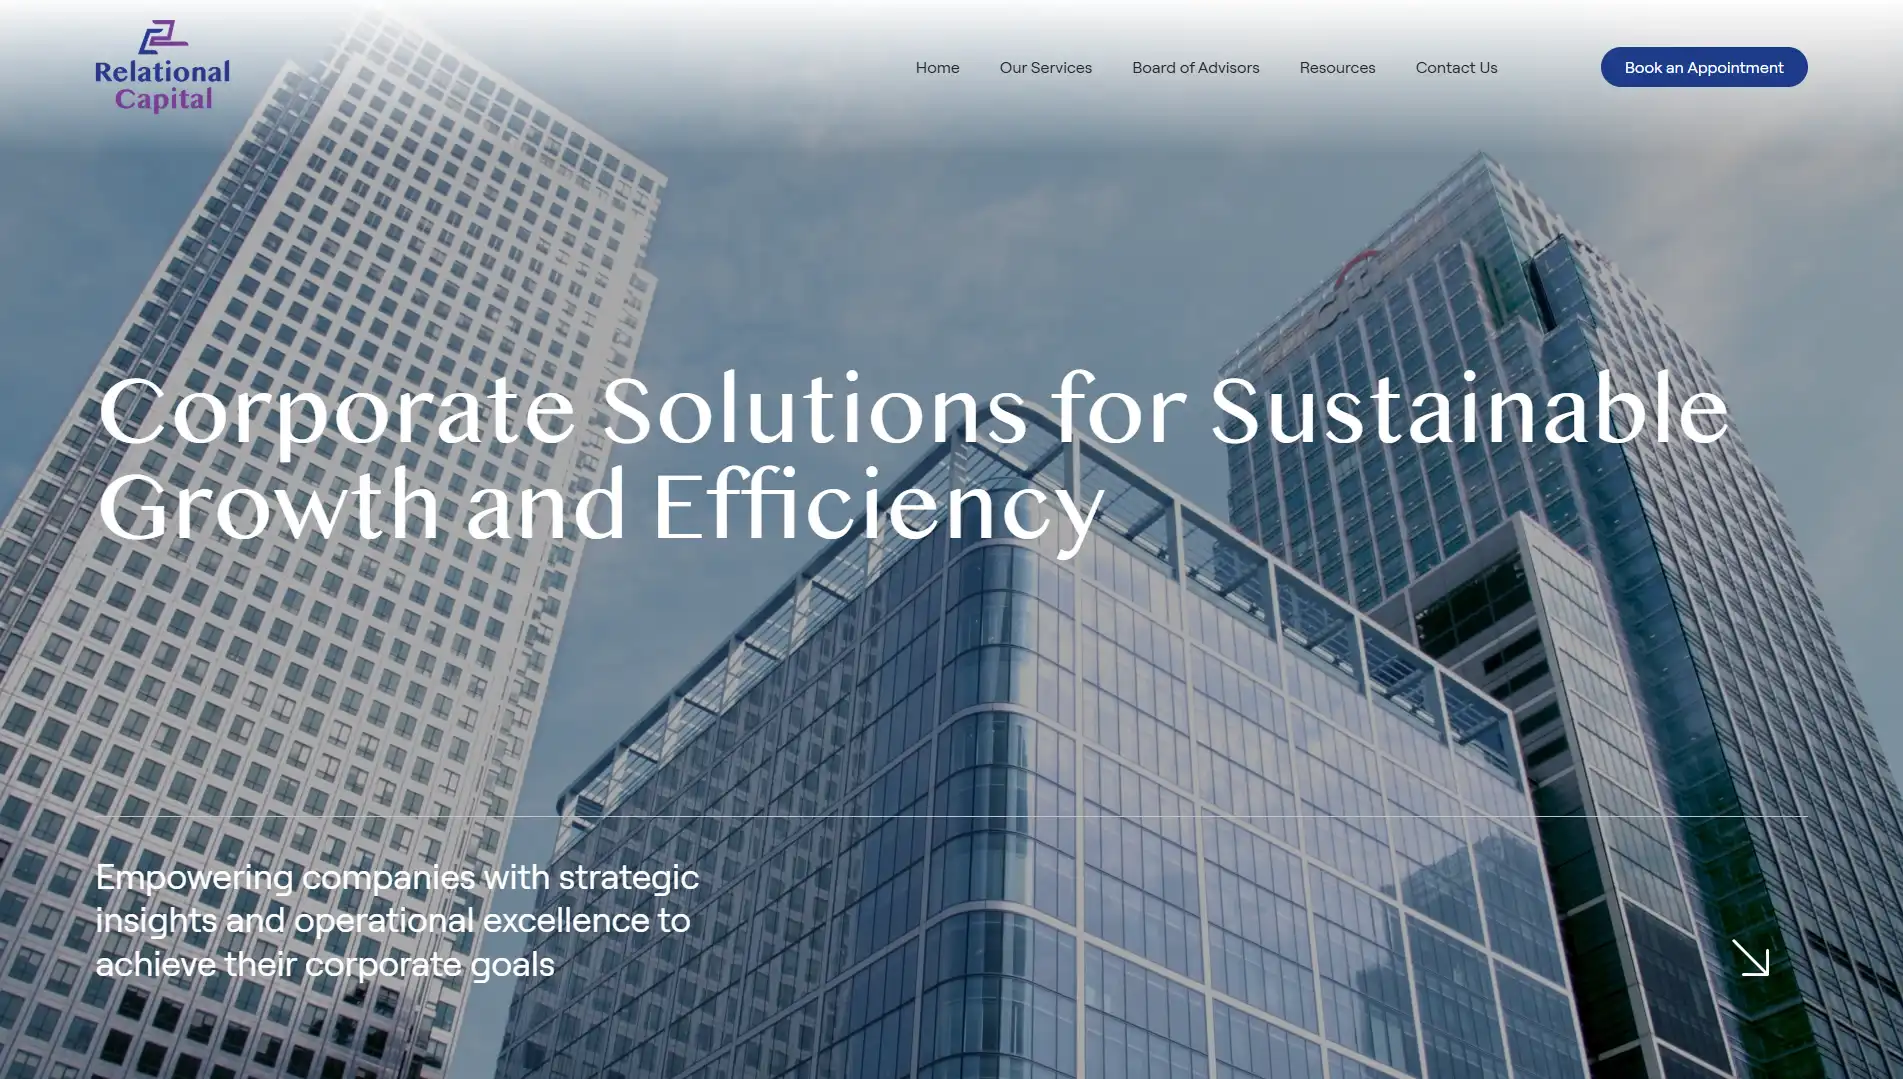 Relational
Capital
Home
Our Services
Board of Advisors
Resources
Contact Us
Book an Appointment
citi
Corporate Solutions for Sustainable
Growth and Efficiency
Empowering companies with strategic
insights and operational excellence to
achieve their corporate goals